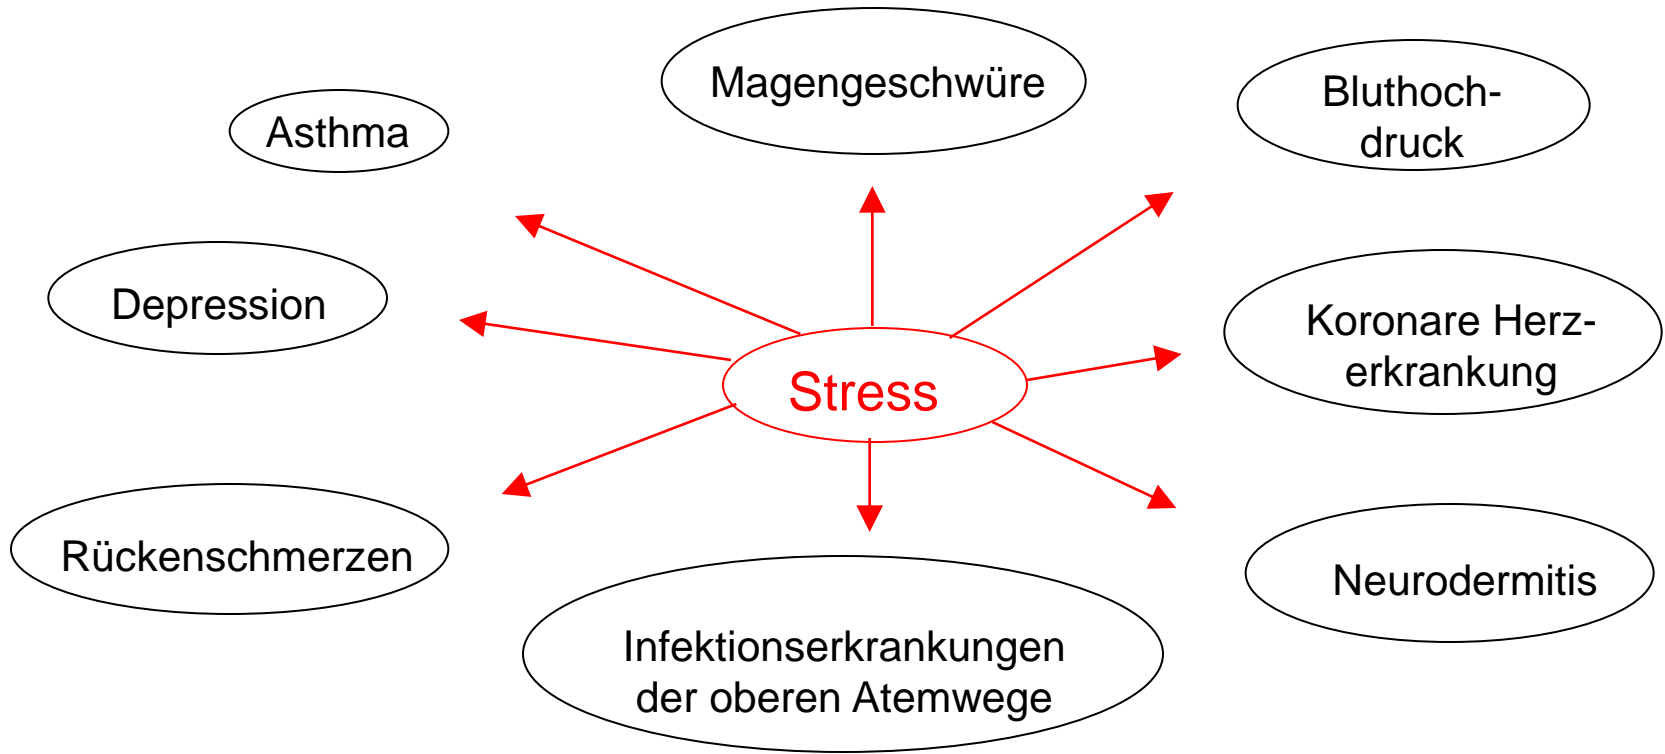 Magengeschwüre
Bluthoch-
druck
Asthma
Depression
Koronare Herz-
erkrankung
Stress
Rückenschmerzen
Neurodermitis
Infektionserkrankungen
der oberen Atemwege